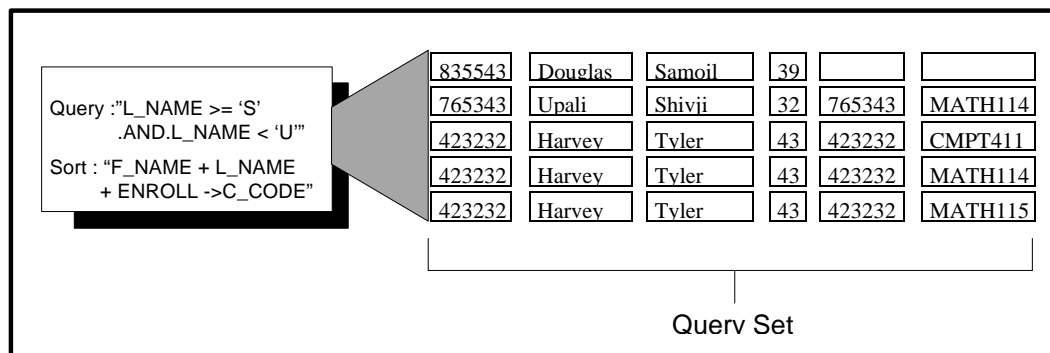 Query :"L_NAME >= ‘S’
.AND.L_NAME < ‘U’"
Sort : “F_NAME + L_NAME
+ ENROLL ->C_CODE”
835543 Douglas Samoil 39
765343 Upali Shivji 32 765343 MATH114
423232 Harvey Tyler 43 423232 CMPT411
423232 Harvey Tyler 43 423232 MATH114
423232 Harvey Tyler 43 423232 MATH115
Query Set